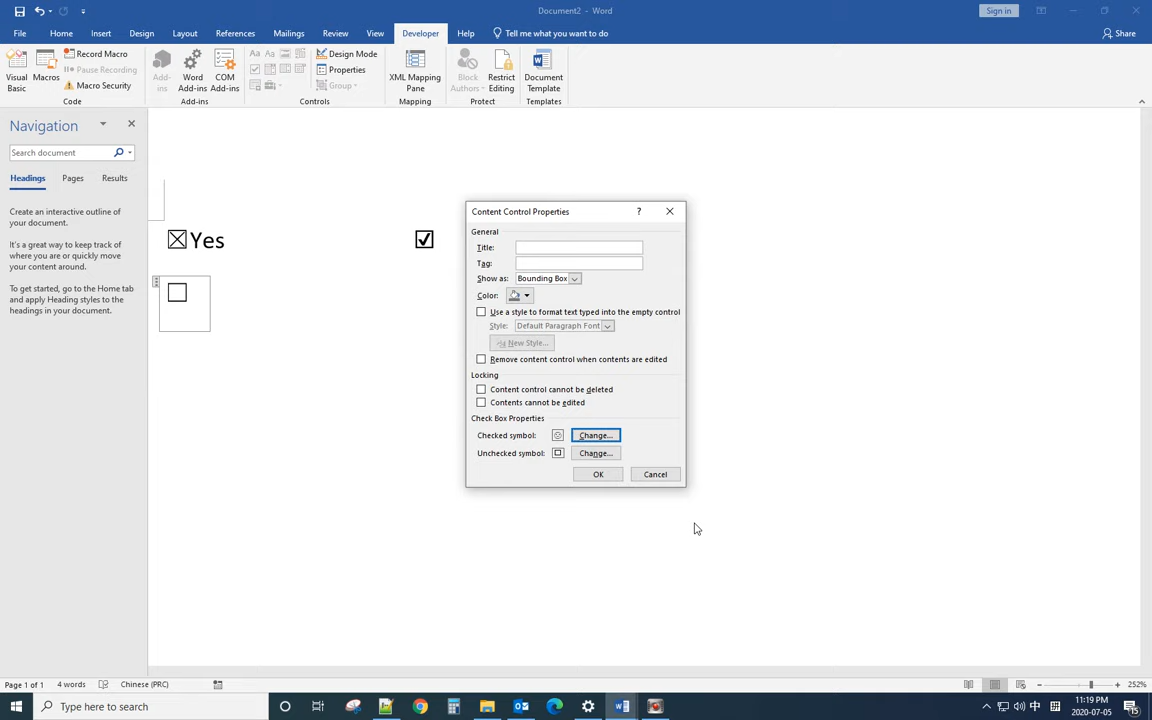 Document2 - Word
Sign in
File
Home
Insert
Design
Layout
References
Mailings
Review
View
Developer
Help
Tell me what you want to do
Share
Visual
Basic
Macros
Record Macro
Pause Recording
Macro Security
Code
Add-
ins
Word
Add-ins
COM
Add-ins
Add-ins
Aa
Aa
Design Mode
Properties
Group
Controls
XML Mapping
Pane
Mapping
Block
Authors
Restrict
Editing
Protect
Document
Template
Templates
Navigation
Search document
Headings
Pages
Results
Create an interactive outline of
your document.
It's a great way to keep track of
where you are or quickly move
your content around.
To get started, go to the Home tab
and apply Heading styles to the
headings in your document.
Yes
Content Control Properties
?
General
Title:
Tag:
Show as:
Bounding Box
Color:
Use a style to format text typed into the empty control
Style:
Default Paragraph Font
New Style...
Remove content control when contents are edited
Locking
Content control cannot be deleted
Contents cannot be edited
Check Box Properties
Checked symbol:
Change...
Unchecked symbol:
Change...
OK
Cancel
Page 1 of 1
4 words
Chinese (PRC)
252%
Type here to search
中
11:19 PM
2020-07-05
15